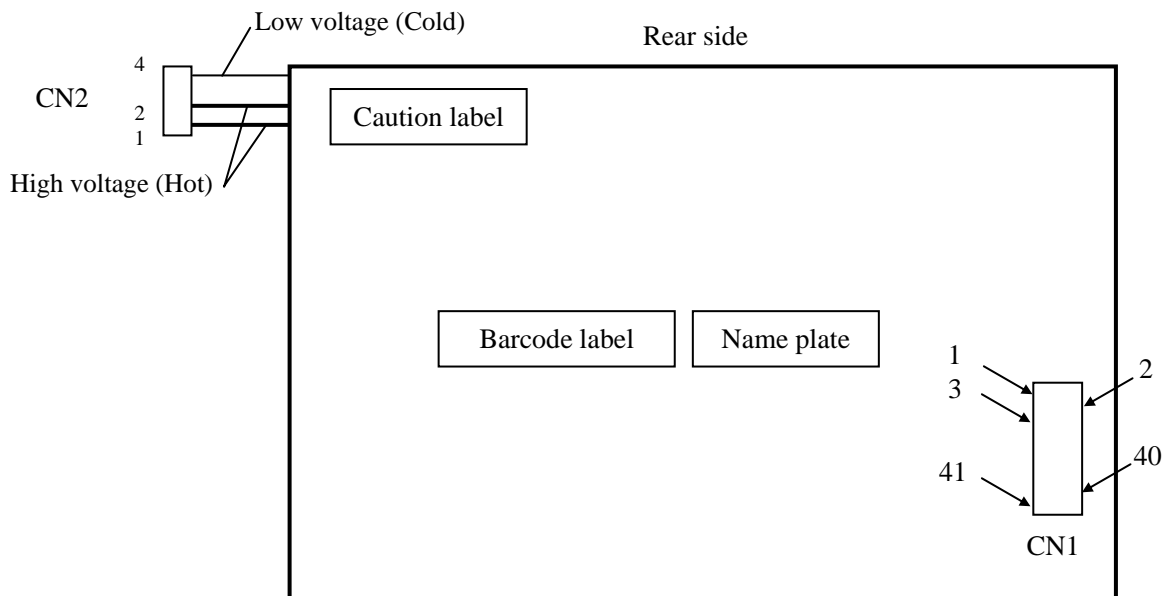 Low voltage (Cold)
Rear side
4
CN2
2
1
Caution label
High voltage (Hot)
Barcode label
Name plate
1
2
3
41
40
CN1